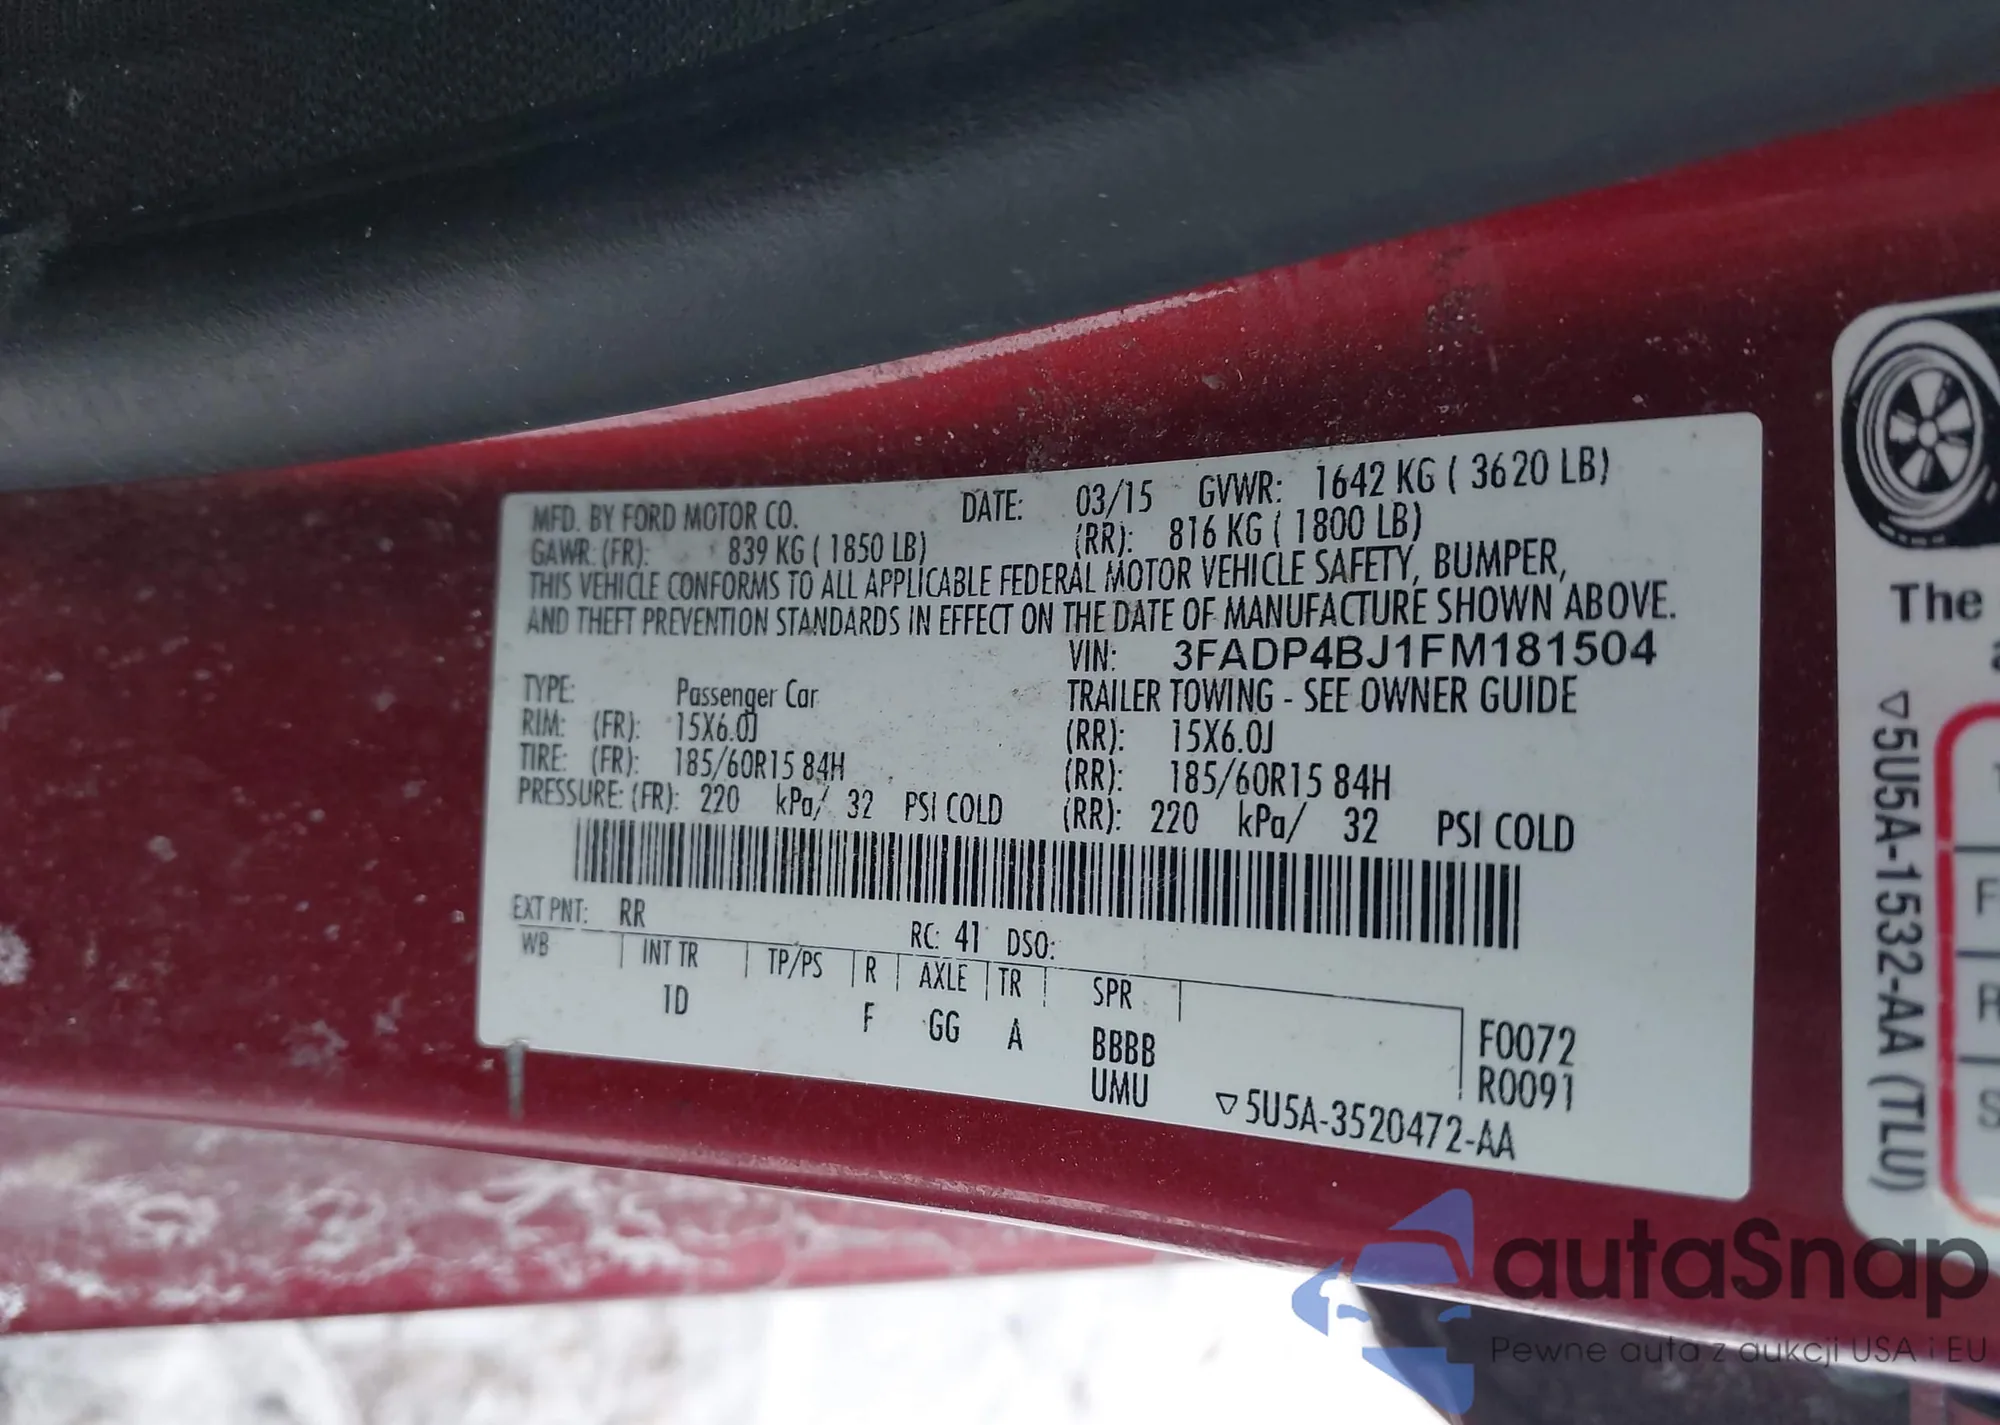 MFD. BY FORD MOTOR CO. DATE: 03/15 GVWR: 1642 KG ( 3620 LB)
GAWR: (FR): 839 KG ( 1850 LB) (RR): 816 KG ( 1800 LB)
THIS VEHICLE CONFORMS TO ALL APPLICABLE FEDERAL MOTOR VEHICLE SAFETY, BUMPER,
AND THEFT PREVENTION STANDARDS IN EFFECT ON THE DATE OF MANUFACTURE SHOWN ABOVE.
VIN: 3FADP4BJ1FM181504
TYPE: Passenger Car TRAILER TOWING - SEE OWNER GUIDE
RIM: (FR): 15X6.0J (RR): 15X6.0J
TIRE: (FR): 185/60R15 84H (RR): 185/60R15 84H
PRESSURE: (FR): 220 kPa/ 32 PSI COLD (RR): 220 kPa/ 32 PSI COLD
EXT PNT: RR RC: 41 DSO:
WB INT TR TP/PS R AXLE TR SPR
1D F GG A BBBB F0072
UMU R0091
▽5U5A-3520472-AA
The
▽5U5A-1532-AA (TLU)
F
R
S
autaSnap
Pewne auta z aukcji USA i EU